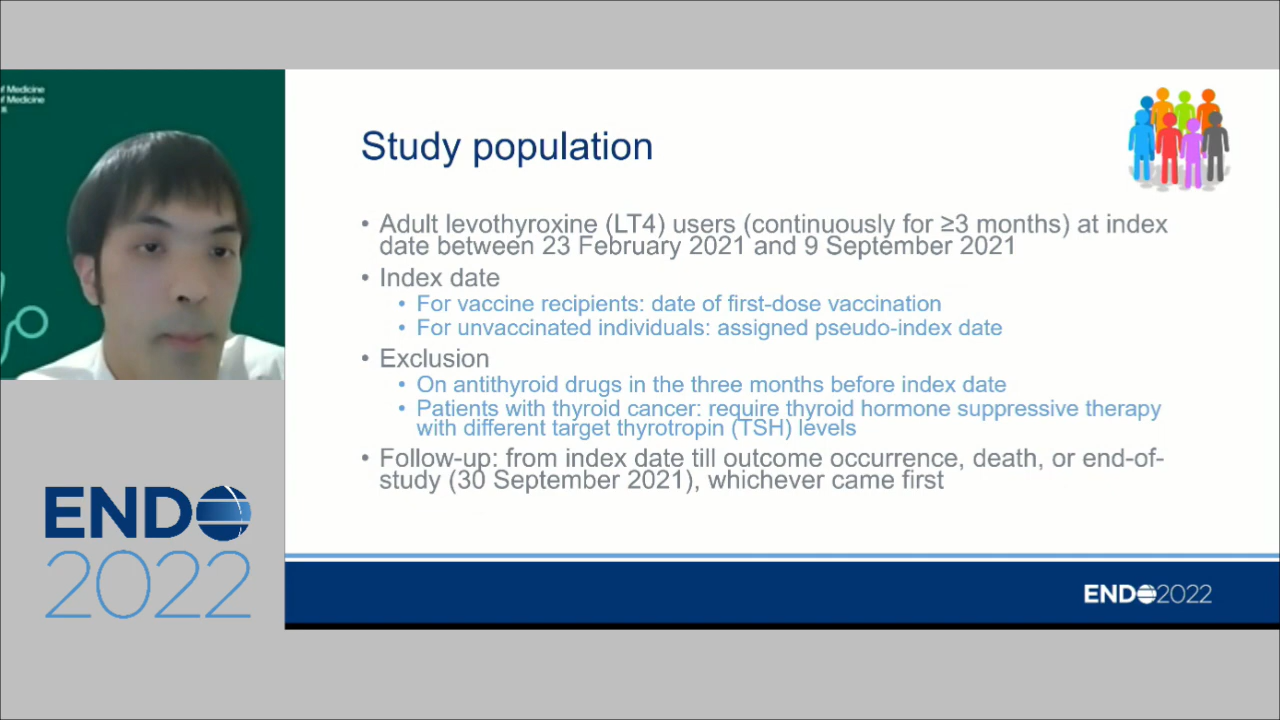 f Medicine
f Medicine
Study population
• Adult levothyroxine (LT4) users (continuously for ≥3 months) at index
date between 23 February 2021 and 9 September 2021
• Index date
• For vaccine recipients: date of first-dose vaccination
• For unvaccinated individuals: assigned pseudo-index date
• Exclusion
• On antithyroid drugs in the three months before index date
• Patients with thyroid cancer: require thyroid hormone suppressive therapy
with different target thyrotropin (TSH) levels
• Follow-up: from index date till outcome occurrence, death, or end-of-
study (30 September 2021), whichever came first
ENDO
2022
ENDO2022